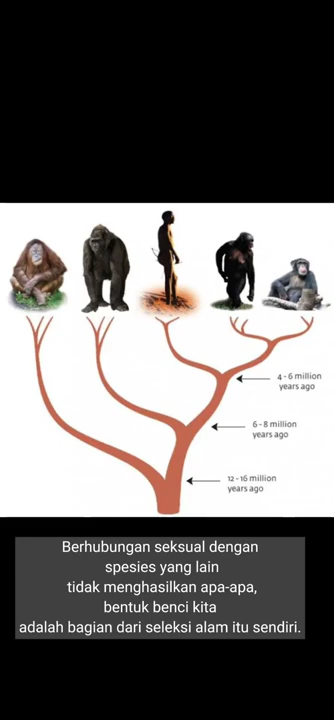 4 - 6 million
years ago
6 - 8 million
years ago
12 - 16 million
years ago
Berhubungan seksual dengan
spesies yang lain
tidak menghasilkan apa-apa,
bentuk benci kita
adalah bagian dari seleksi alam itu sendiri.